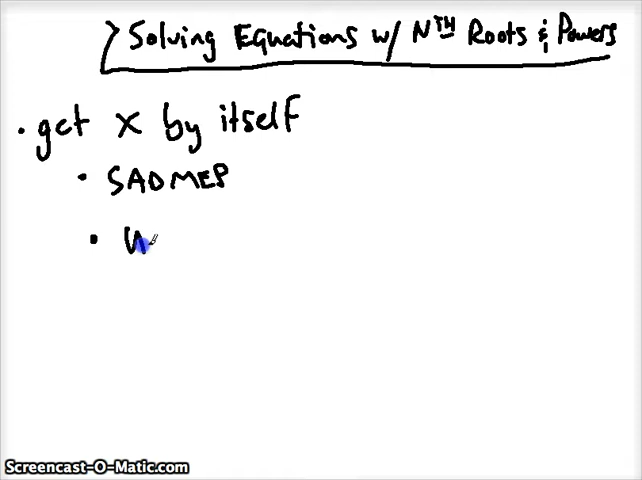 Solving Equations w/ Nᵀᴴ Roots & Powers
• get x by itself
• SADMEP
•
Screencast-O-Matic.com